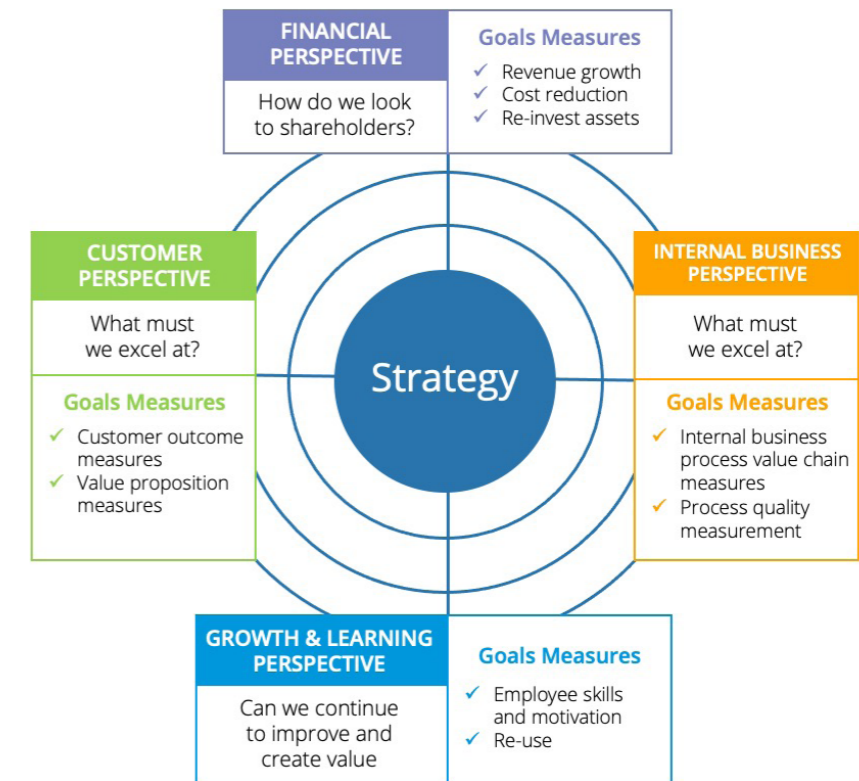 FINANCIAL
PERSPECTIVE
How do we look
to shareholders?
Goals Measures
✓ Revenue growth
✓ Cost reduction
✓ Re-invest assets
CUSTOMER
PERSPECTIVE
What must
we excel at?
Goals Measures
✓ Customer outcome
measures
✓ Value proposition
measures
Strategy
INTERNAL BUSINESS
PERSPECTIVE
What must
we excel at?
Goals Measures
✓ Internal business
process value chain
measures
✓ Process quality
measurement
GROWTH & LEARNING
PERSPECTIVE
Can we continue
to improve and
create value
Goals Measures
✓ Employee skills
and motivation
✓ Re-use